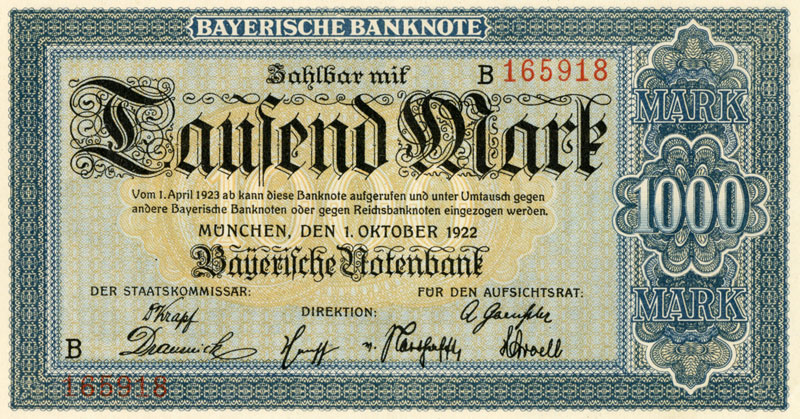 BAYERISCHE BANKNOTE
Zahlbar mit B 165918
Tausend Mark
Vom 1. April 1923 ab kann diese Banknote aufgerufen und unter Umtausch gegen
andere Bayerische Banknoten oder gegen Reichsbanknoten eingezogen werden.
MÜNCHEN, DEN 1. OKTOBER 1922
Bayerische Notenbank
DER STAATSKOMMISSAR: FÜR DEN AUFSICHTSRAT:
DIREKTION:
B
165918
MARK
1000
MARK